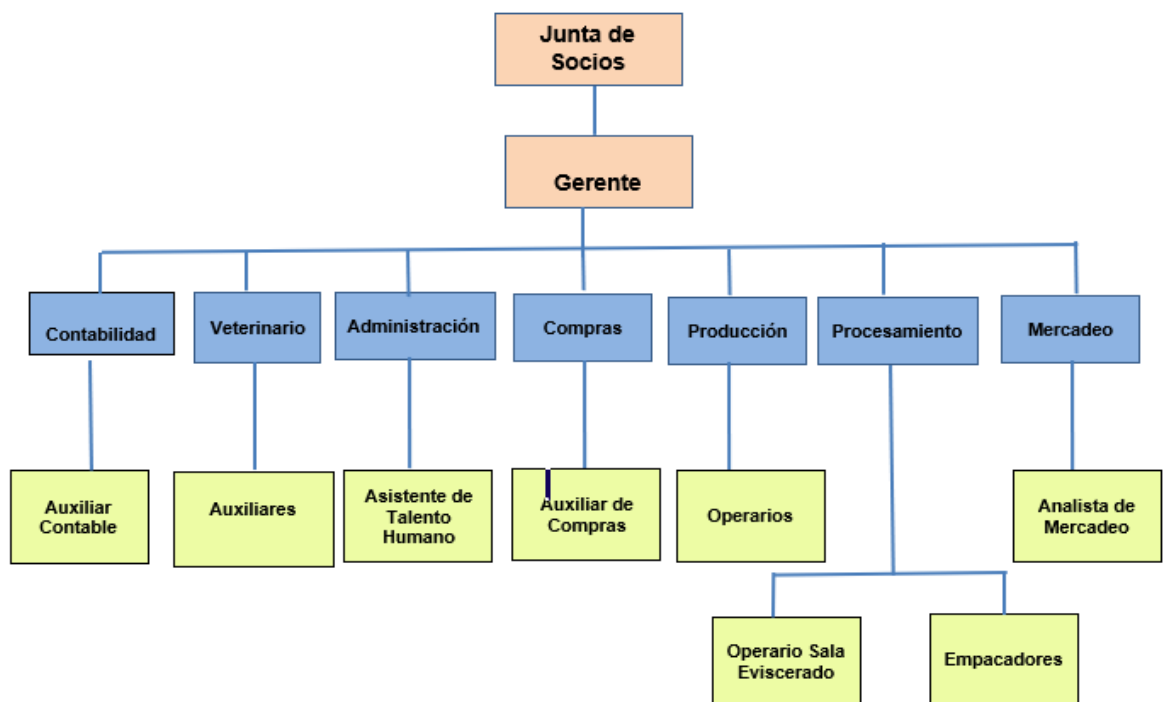 Junta de
Socios
Gerente
Contabilidad
Veterinario
Administración
Compras
Producción
Procesamiento
Mercadeo
Auxiliar
Contable
Auxiliares
Asistente de
Talento
Humano
Auxiliar de
Compras
Operarios
Analista de
Mercadeo
Operario Sala
Eviscerado
Empacadores